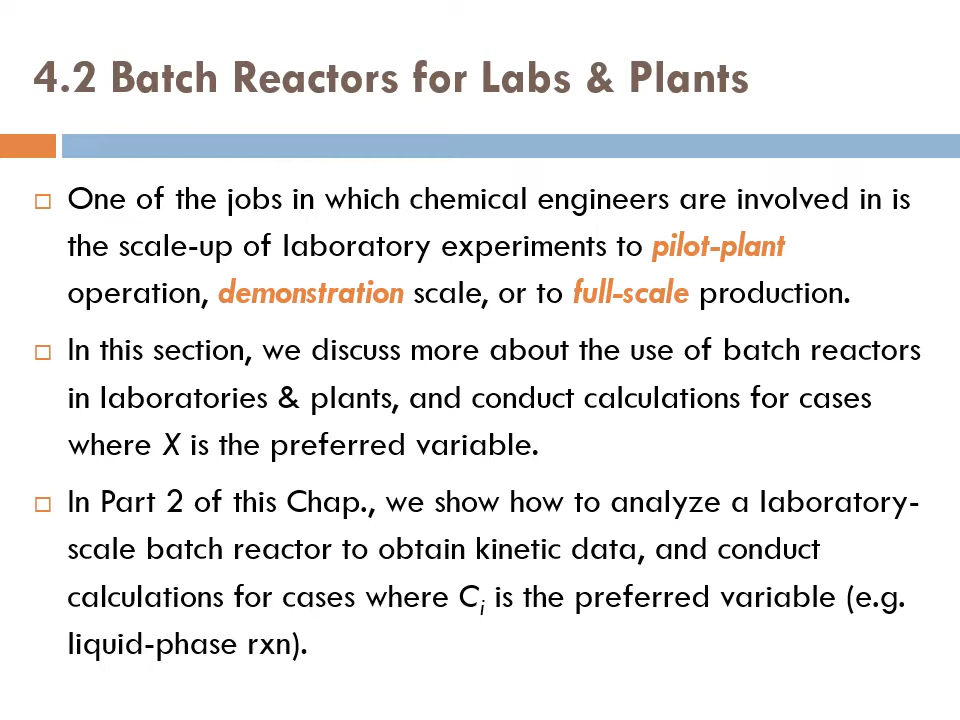 4.2 Batch Reactors for Labs & Plants
One of the jobs in which chemical engineers are involved in is
the scale-up of laboratory experiments to pilot-plant
operation, demonstration scale, or to full-scale production.
In this section, we discuss more about the use of batch reactors
in laboratories & plants, and conduct calculations for cases
where X is the preferred variable.
In Part 2 of this Chap., we show how to analyze a laboratory-
scale batch reactor to obtain kinetic data, and conduct
calculations for cases where Ci is the preferred variable (e.g.
liquid-phase rxn).